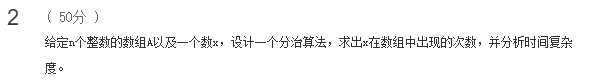 2 ( 50分 )
给定n个整数的数组A以及一个数x，设计一个分治算法，求出x在数组中出现的次数，并分析时间复杂
度。